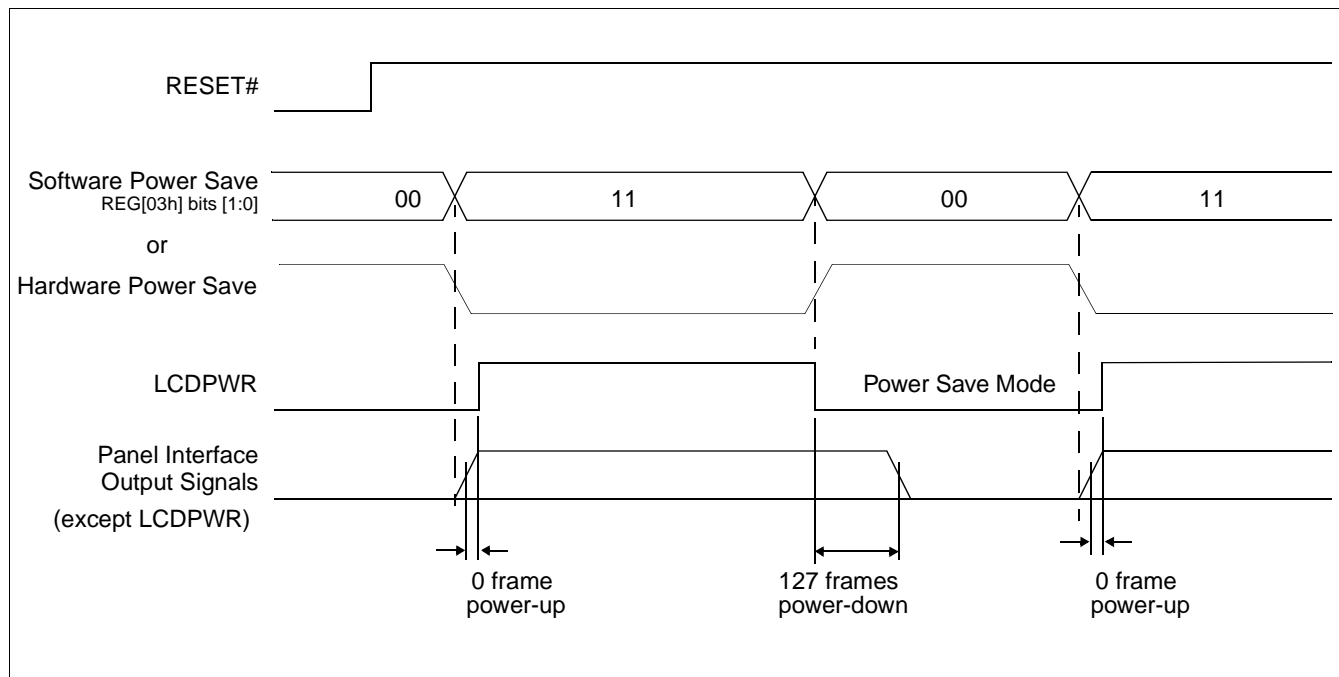 RESET#
Software Power Save
REG[03h] bits [1:0]
00
11
00
11
or
Hardware Power Save
LCDPWR
Power Save Mode
Panel Interface
Output Signals
(except LCDPWR)
0 frame
power-up
127 frames
power-down
0 frame
power-up